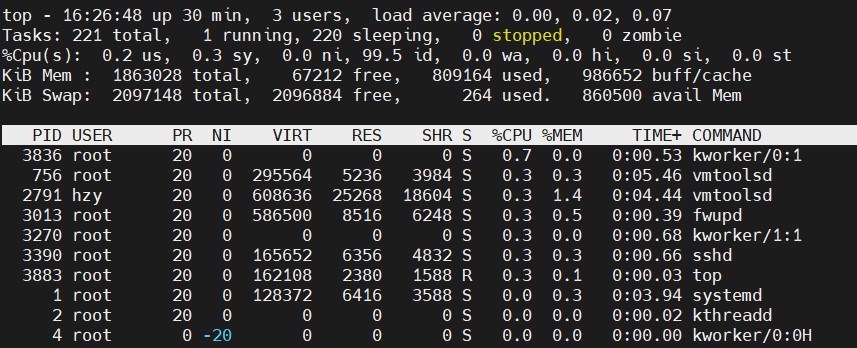 top - 16:26:48 up 30 min,  3 users,  load average: 0.00, 0.02, 0.07
Tasks: 221 total,   1 running, 220 sleeping,   0 stopped,   0 zombie
%Cpu(s):  0.2 us,  0.3 sy,  0.0 ni, 99.5 id,  0.0 wa,  0.0 hi,  0.0 si,  0.0 st
KiB Mem :  1863028 total,    67212 free,   809164 used,   986652 buff/cache
KiB Swap:  2097148 total,  2096884 free,      264 used.   860500 avail Mem
   PID USER      PR  NI    VIRT    RES    SHR S  %CPU %MEM     TIME+ COMMAND
  3836 root      20   0       0      0      0 S   0.7  0.0   0:00.53 kworker/0:1
   756 root      20   0  295564   5236   3984 S   0.3  0.3   0:05.46 vmtoolsd
  2791 hzy       20   0  608636  25268  18604 S   0.3  1.4   0:04.44 vmtoolsd
  3013 root      20   0  586500   8516   6248 S   0.3  0.5   0:00.39 fwupd
  3270 root      20   0       0      0      0 S   0.3  0.0   0:00.68 kworker/1:1
  3390 root      20   0  165652   6356   4832 S   0.3  0.3   0:00.66 sshd
  3883 root      20   0  162108   2380   1588 R   0.3  0.1   0:00.03 top
     1 root      20   0  128372   6416   3588 S   0.0  0.3   0:03.94 systemd
     2 root      20   0       0      0      0 S   0.0  0.0   0:00.02 kthreadd
     4 root       0 -20       0      0      0 S   0.0  0.0   0:00.00 kworker/0:0H